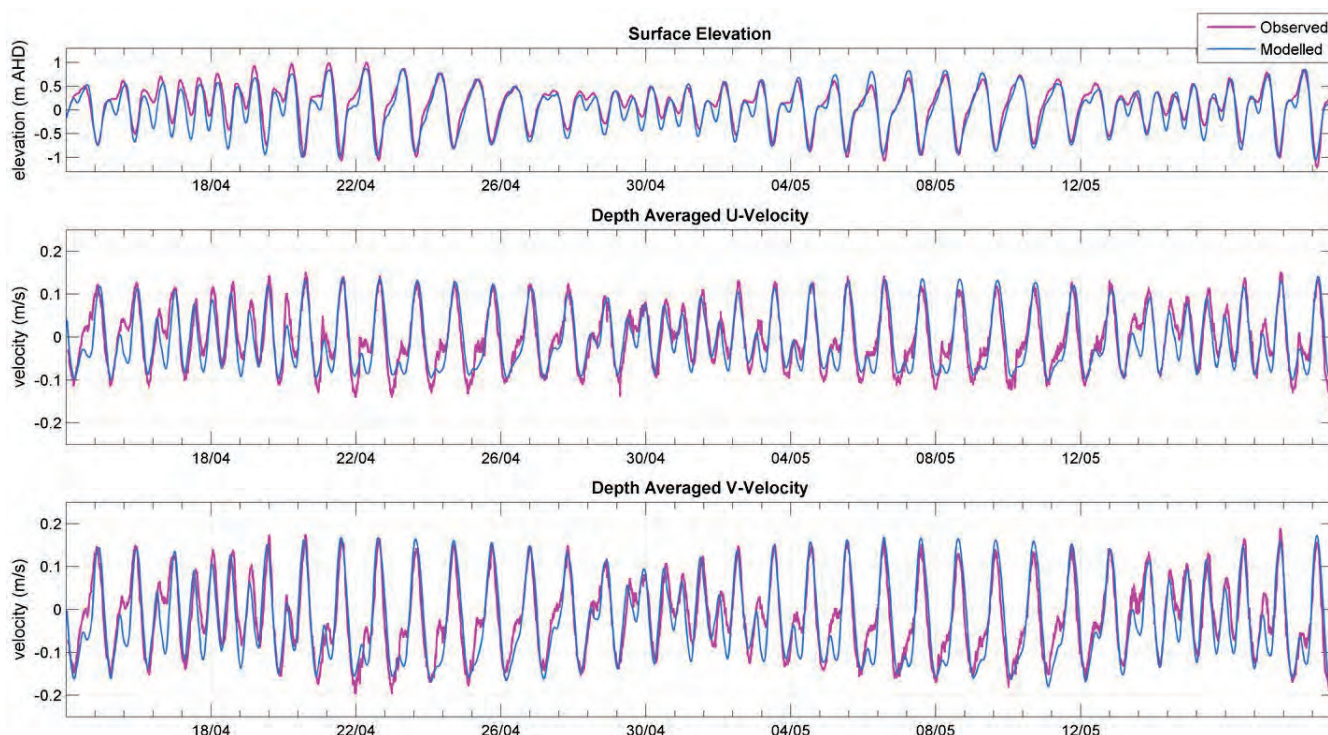 Surface Elevation
Observed
Modelled
elevation (m AHD)
1
0.5
0
-0.5
-1
18/04 22/04 26/04 30/04 04/05 08/05 12/05
Depth Averaged U-Velocity
velocity (m/s)
0.2
0.1
0
-0.1
-0.2
18/04 22/04 26/04 30/04 04/05 08/05 12/05
Depth Averaged V-Velocity
velocity (m/s)
0.2
0.1
0
-0.1
-0.2
18/04 22/04 26/04 30/04 04/05 08/05 12/05